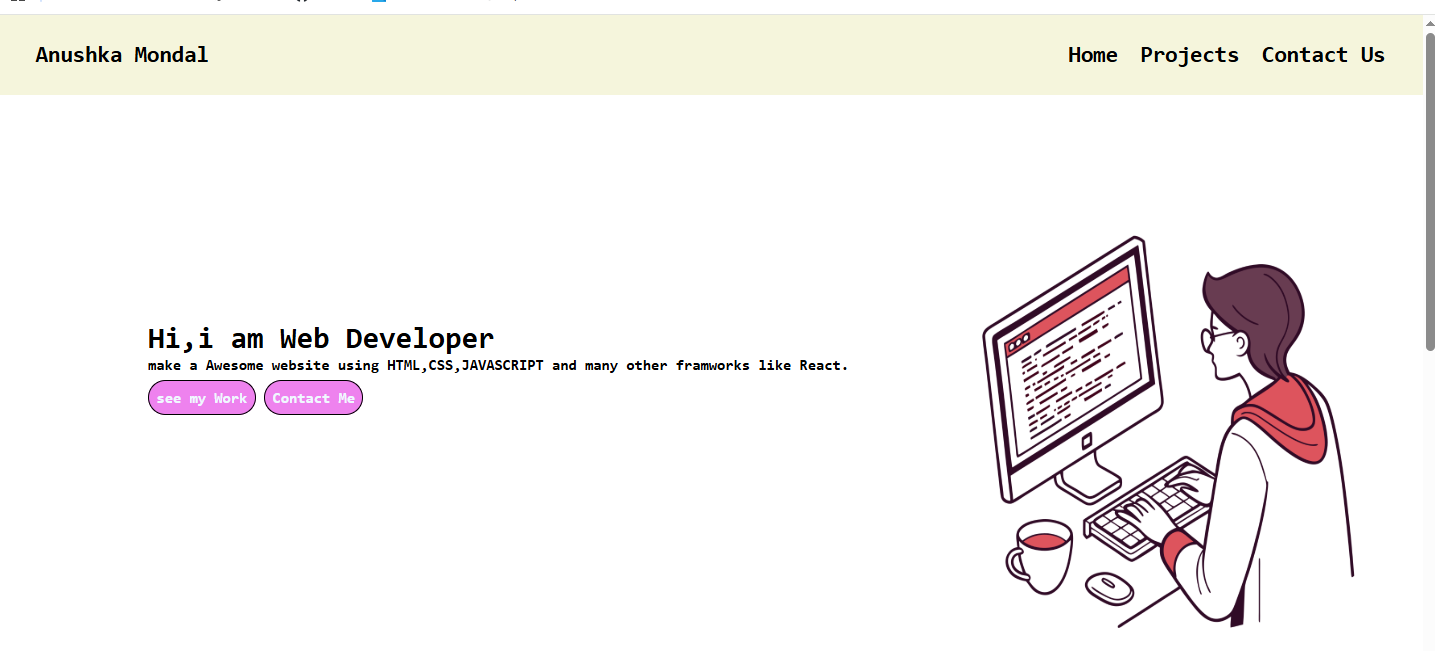 Anushka Mondal
Home Projects Contact Us
Hi,i am Web Developer
make a Awesome website using HTML,CSS,JAVASCRIPT and many other framworks like React.
see my Work Contact Me